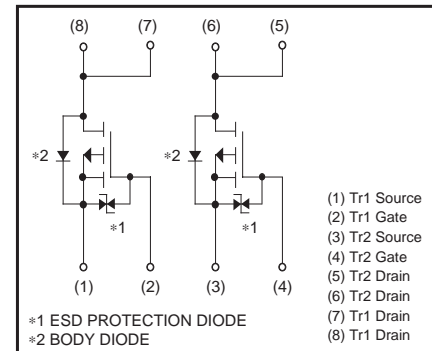 (8) (7) (6) (5)
∗2 ∗2
∗1 ∗1
(1) (2) (3) (4)
(1) Tr1 Source
(2) Tr1 Gate
(3) Tr2 Source
(4) Tr2 Gate
(5) Tr2 Drain
(6) Tr2 Drain
(7) Tr1 Drain
(8) Tr1 Drain
∗1 ESD PROTECTION DIODE
∗2 BODY DIODE